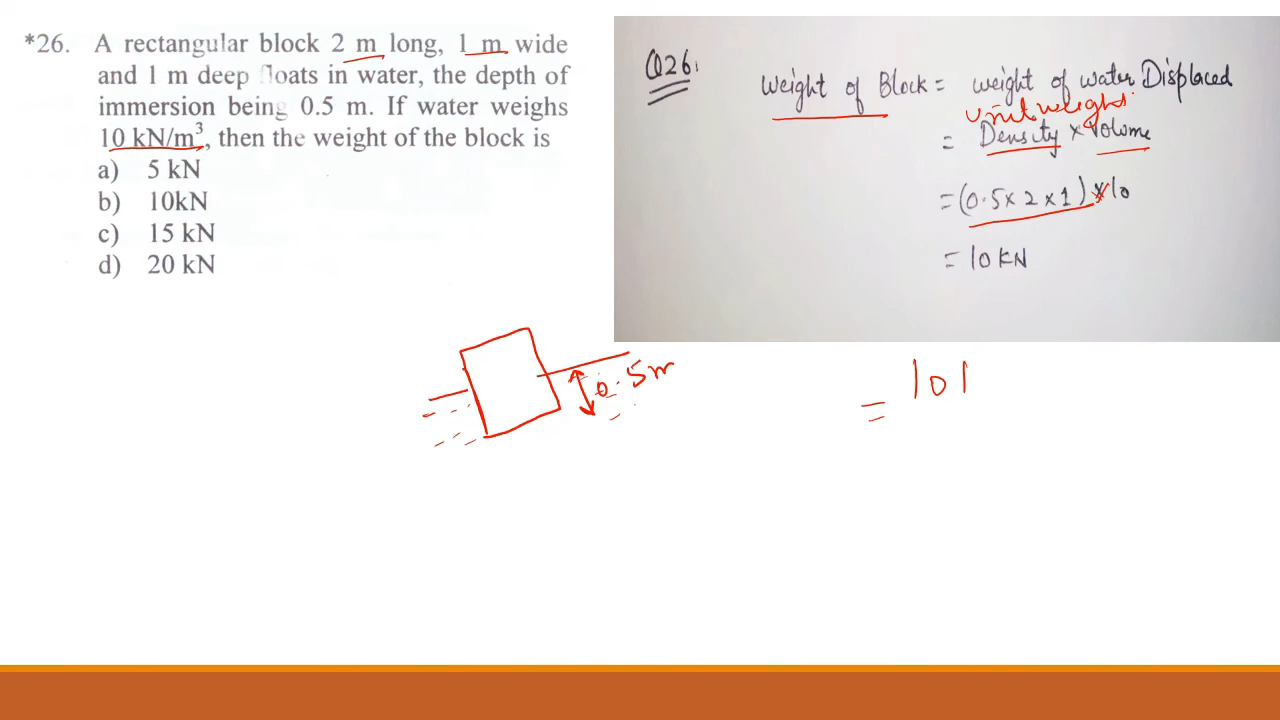 *26. A rectangular block 2 m long, 1 m wide
and 1 m deep floats in water, the depth of
immersion being 0.5 m. If water weighs
10 kN/m³, then the weight of the block is
a) 5 kN
b) 10kN
c) 15 kN
d) 20 kN
Q26.
Weight of Block = weight of water Displaced
unit weight.
= Density × Volume
= (0.5 × 2 × 1) × 10
= 10 KN
0.5m
= 101